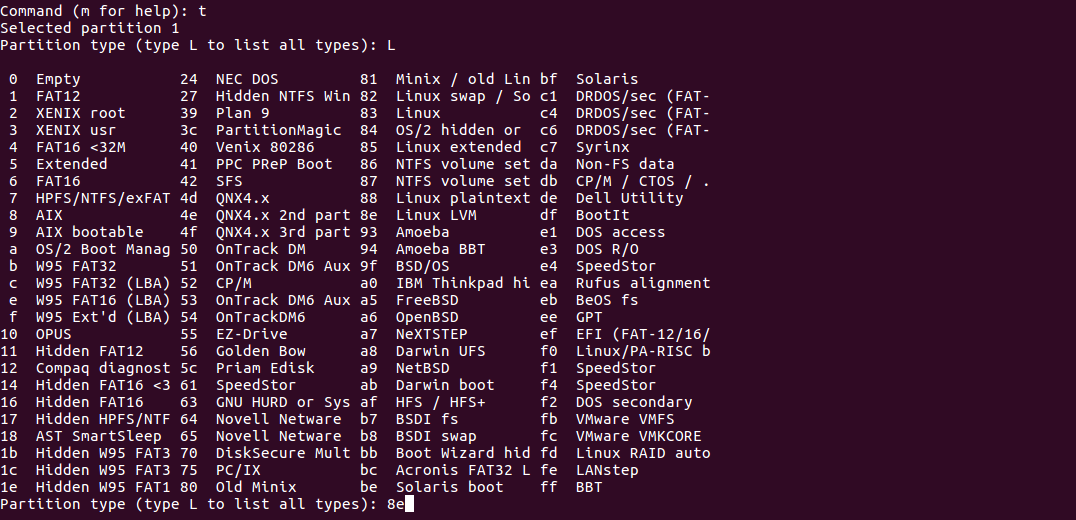 Command (m for help): t
Selected partition 1
Partition type (type L to list all types): L
 0  Empty           24  NEC DOS         81  Minix / old Lin bf  Solaris
 1  FAT12           27  Hidden NTFS Win 82  Linux swap / So c1  DRDOS/sec (FAT-
 2  XENIX root      39  Plan 9          83  Linux           c4  DRDOS/sec (FAT-
 3  XENIX usr       3c  PartitionMagic  84  OS/2 hidden or  c6  DRDOS/sec (FAT-
 4  FAT16 <32M      40  Venix 80286     85  Linux extended  c7  Syrinx
 5  Extended        41  PPC PReP Boot   86  NTFS volume set da  Non-FS data
 6  FAT16           42  SFS             87  NTFS volume set db  CP/M / CTOS / .
 7  HPFS/NTFS/exFAT 4d  QNX4.x          88  Linux plaintext de  Dell Utility
 8  AIX             4e  QNX4.x 2nd part 8e  Linux LVM       df  BootIt
 9  AIX bootable    4f  QNX4.x 3rd part 93  Amoeba          e1  DOS access
 a  OS/2 Boot Manag 50  OnTrack DM      94  Amoeba BBT      e3  DOS R/O
 b  W95 FAT32       51  OnTrack DM6 Aux 9f  BSD/OS          e4  SpeedStor
 c  W95 FAT32 (LBA) 52  CP/M            a0  IBM Thinkpad hi ea  Rufus alignment
 e  W95 FAT16 (LBA) 53  OnTrack DM6 Aux a5  FreeBSD         eb  BeOS fs
 f  W95 Ext'd (LBA) 54  OnTrackDM6      a6  OpenBSD         ee  GPT
10  OPUS            55  EZ-Drive        a7  NeXTSTEP        ef  EFI (FAT-12/16/
11  Hidden FAT12    56  Golden Bow      a8  Darwin UFS      f0  Linux/PA-RISC b
12  Compaq diagnost 5c  Priam Edisk     a9  NetBSD          f1  SpeedStor
14  Hidden FAT16 <3 61  SpeedStor       ab  Darwin boot     f4  SpeedStor
16  Hidden FAT16    63  GNU HURD or Sys af  HFS / HFS+      f2  DOS secondary
17  Hidden HPFS/NTF 64  Novell Netware  b7  BSDI fs         fb  VMware VMFS
18  AST SmartSleep  65  Novell Netware  b8  BSDI swap       fc  VMware VMKCORE
1b  Hidden W95 FAT3 70  DiskSecure Mult bb  Boot Wizard hid fd  Linux RAID auto
1c  Hidden W95 FAT3 75  PC/IX           bc  Acronis FAT32 L fe  LANstep
1e  Hidden W95 FAT1 80  Old Minix       be  Solaris boot    ff  BBT
Partition type (type L to list all types): 8e